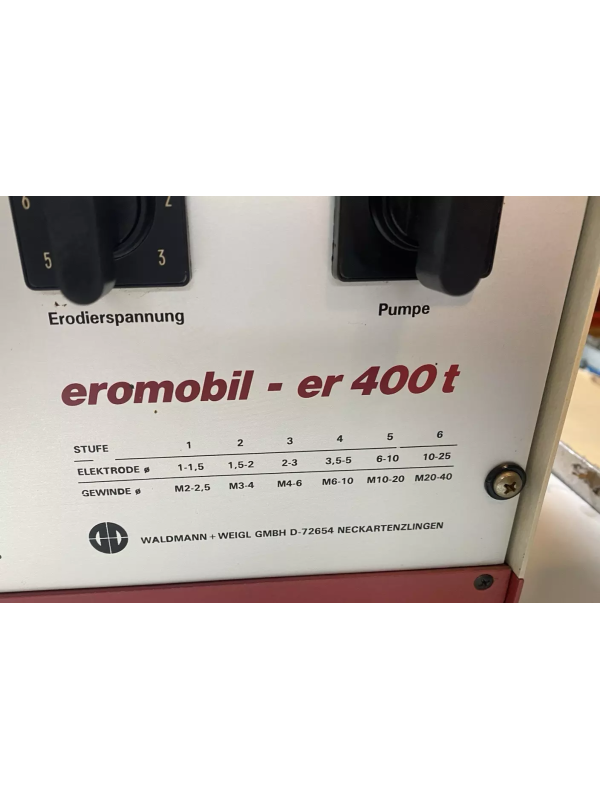 6 2
5 3
Erodierspannung
Pumpe
eromobil - er 400 t
STUFE 1 2 3 4 5 6
ELEKTRODE ø 1-1,5 1,5-2 2-3 3,5-5 6-10 10-25
GEWINDE ø M2-2,5 M3-4 M4-6 M6-10 M10-20 M20-40
WALDMANN + WEIGL GMBH D-72654 NECKARTENZLINGEN